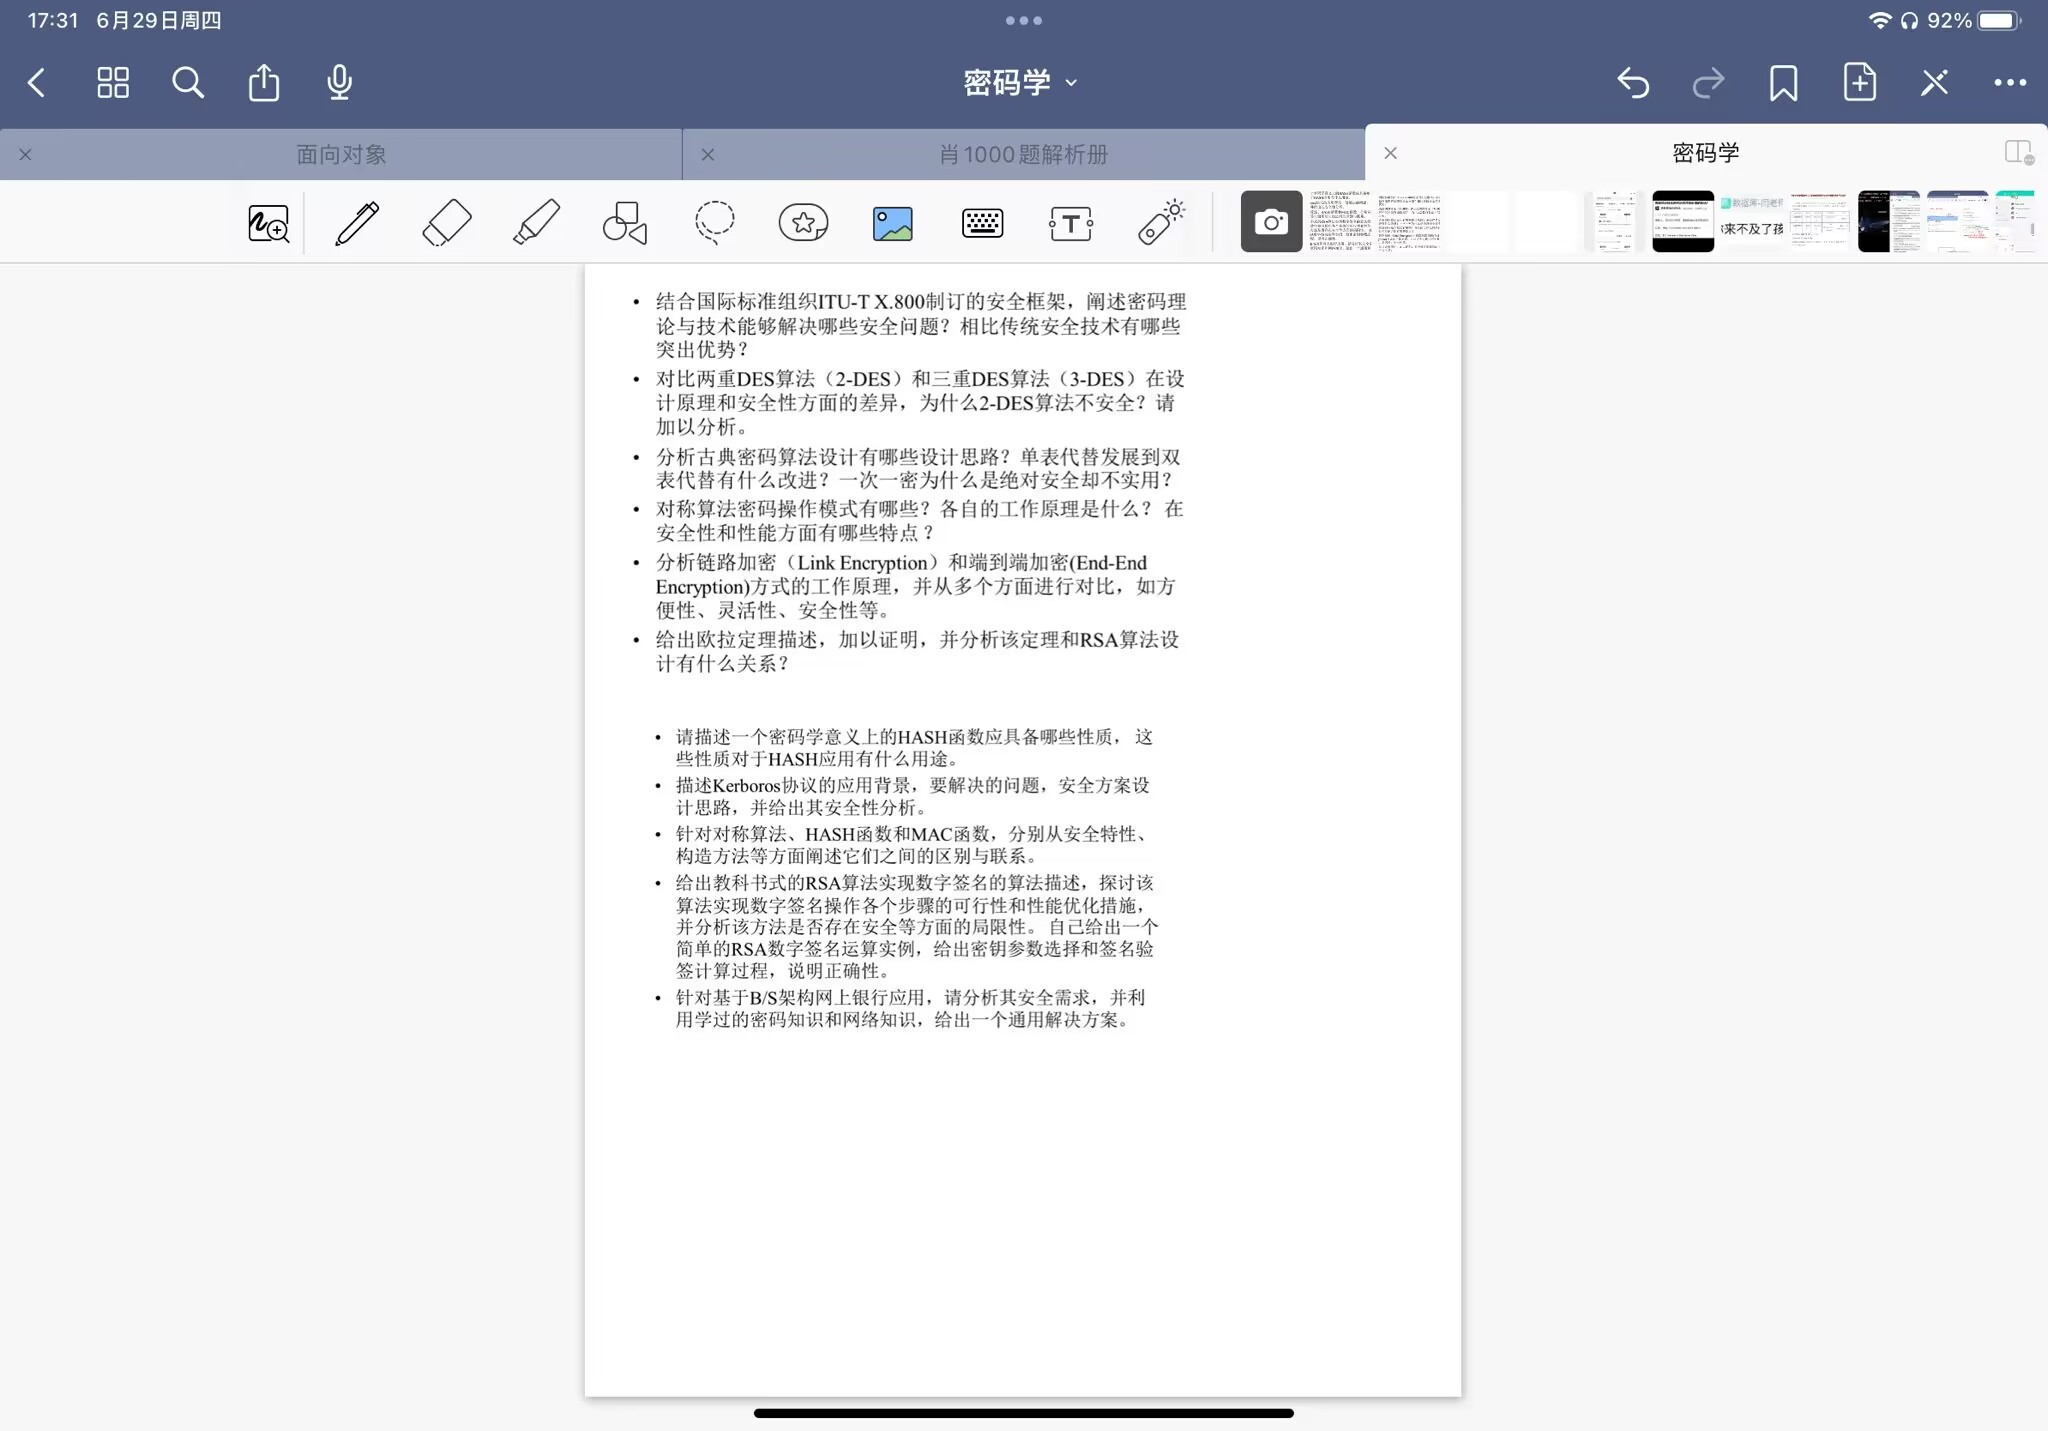 17:31 6月29日周四
92%
密码学
面向对象
肖1000题解析册
密码学
来不及了孩
• 结合国际标准组织ITU-T X.800制订的安全框架，阐述密码理
论与技术能够解决哪些安全问题？相比传统安全技术有哪些
突出优势？
• 对比两重DES算法（2-DES）和三重DES算法（3-DES）在设
计原理和安全性方面的差异，为什么2-DES算法不安全？请
加以分析。
• 分析古典密码算法设计有哪些设计思路？单表代替发展到双
表代替有什么改进？一次一密为什么是绝对安全却不实用？
• 对称算法密码操作模式有哪些？各自的工作原理是什么？ 在
安全性和性能方面有哪些特点 ？
• 分析链路加密（Link Encryption）和端到端加密(End-End
Encryption)方式的工作原理，并从多个方面进行对比，如方
便性、灵活性、安全性等。
• 给出欧拉定理描述，加以证明，并分析该定理和RSA算法设
计有什么关系？
• 请描述一个密码学意义上的HASH函数应具备哪些性质， 这
些性质对于HASH应用有什么用途。
• 描述Kerboros协议的应用背景，要解决的问题，安全方案设
计思路，并给出其安全性分析。
• 针对对称算法、HASH函数和MAC函数，分别从安全特性、
构造方法等方面阐述它们之间的区别与联系。
• 给出教科书式的RSA算法实现数字签名的算法描述，探讨该
算法实现数字签名操作各个步骤的可行性和性能优化措施，
并分析该方法是否存在安全等方面的局限性。 自己给出一个
简单的RSA数字签名运算实例，给出密钥参数选择和签名验
签计算过程，说明正确性。
• 针对基于B/S架构网上银行应用，请分析其安全需求，并利
用学过的密码知识和网络知识，给出一个通用解决方案。